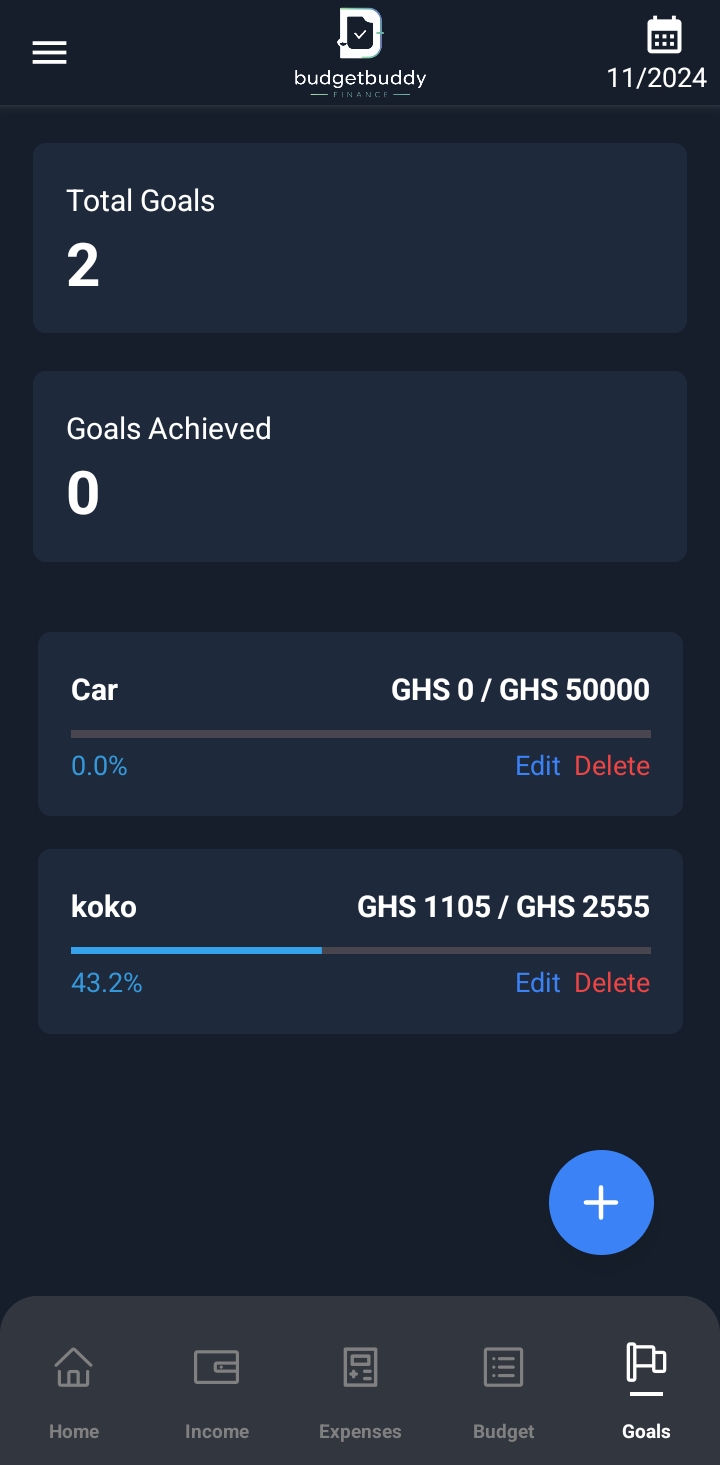 budgetbuddy
FINANCE
11/2024
Total Goals
2
Goals Achieved
0
Car GHS 0 / GHS 50000
0.0% Edit Delete
koko GHS 1105 / GHS 2555
43.2% Edit Delete
Home Income Expenses Budget Goals